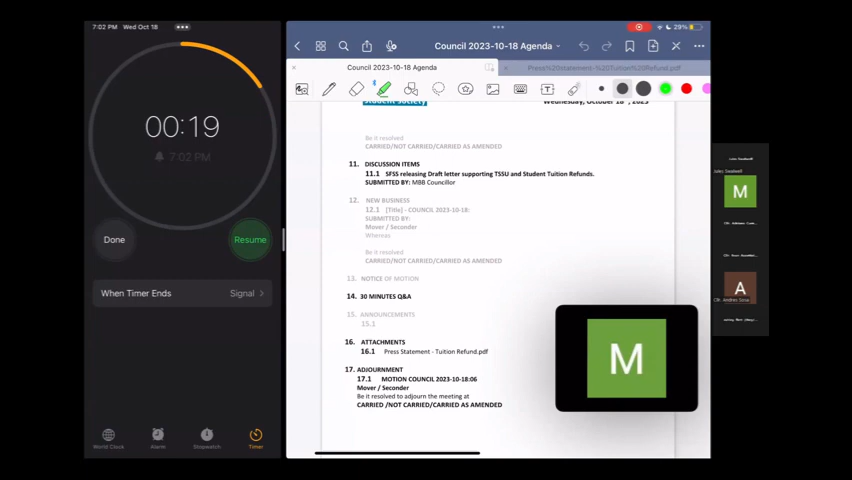 7:02 PM Wed Oct 18
00:19
7:02 PM
Done
Resume
When Timer Ends
Signal
World Clock
Alarm
Stopwatch
Timer
29%
Council 2023-10-18 Agenda
Council 2023-10-18 Agenda
Press%20statement-%20Tuition%20Refund.pdf
Student Society
Wednesday, October 18th, 2023
Be it resolved
CARRIED/NOT CARRIED/CARRIED AS AMENDED
11. DISCUSSION ITEMS
11.1 SFSS releasing Draft letter supporting TSSU and Student Tuition Refunds.
SUBMITTED BY: MBB Councillor
12. NEW BUSINESS
12.1 [Title] - COUNCIL 2023-10-18:
SUBMITTED BY:
Mover / Seconder
Whereas
Be it resolved
CARRIED/NOT CARRIED/CARRIED AS AMENDED
13. NOTICE OF MOTION
14. 30 MINUTES Q&A
15. ANNOUNCEMENTS
15.1
16. ATTACHMENTS
16.1 Press Statement - Tuition Refund.pdf
17. ADJOURNMENT
17.1 MOTION COUNCIL 2023-10-18:06
Mover / Seconder
Be it resolved to adjourn the meeting at
CARRIED /NOT CARRIED/CARRIED AS AMENDED
M
M
A